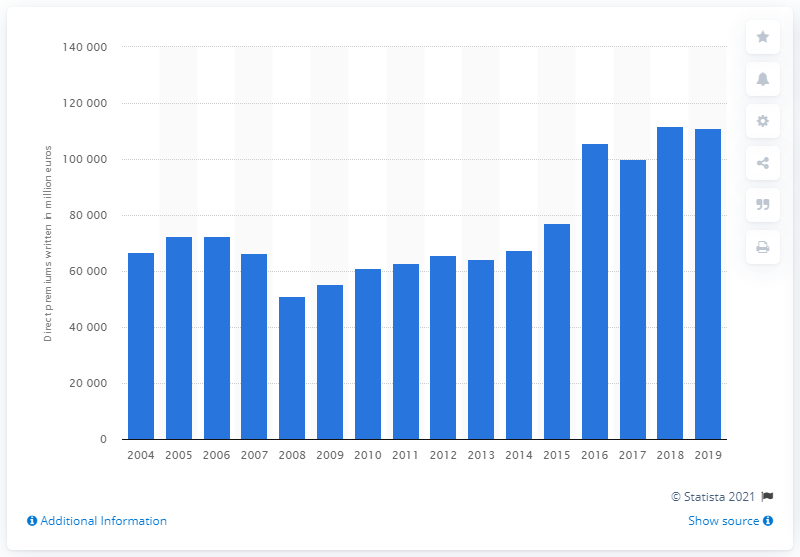 140 000
120 000
100 000
80 000
60 000
40 000
20 000
0
Direct premiums written in million euros
2004 2005 2006 2007 2008 2009 2010 2011 2012 2013 2014 2015 2016 2017 2018 2019
© Statista 2021
Additional Information
Show source